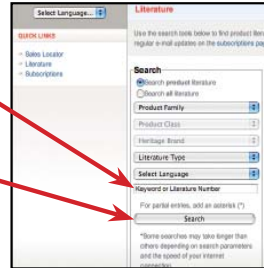 Select Language...
QUICK LINKS
Sales Locator
Literature
Subscriptions
Literature
Use the search tools below to find product liter
regular e-mail updates on the subscriptions pag
Search
Search product literature
Search all literature
Product Family
Product Class
Heritage Brand
Literature Type
Select Language
Keyword or Literature Number
For partial entries, add an asterisk (*)
Search
*Some searches may take longer than
others depending on search parameters
and the speed of your internet
connection